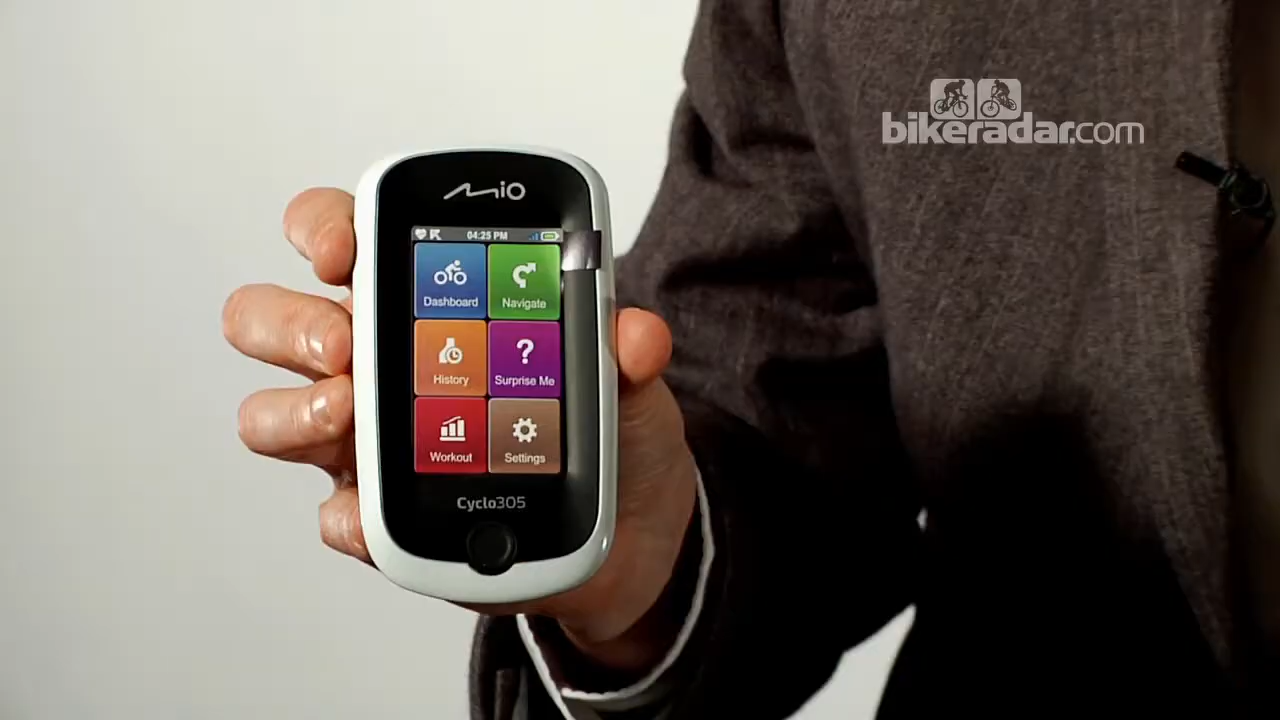 bikeradar.com
Mio
04:25 PM
Dashboard
Navigate
History
Surprise Me
Workout
Settings
Cyclo305